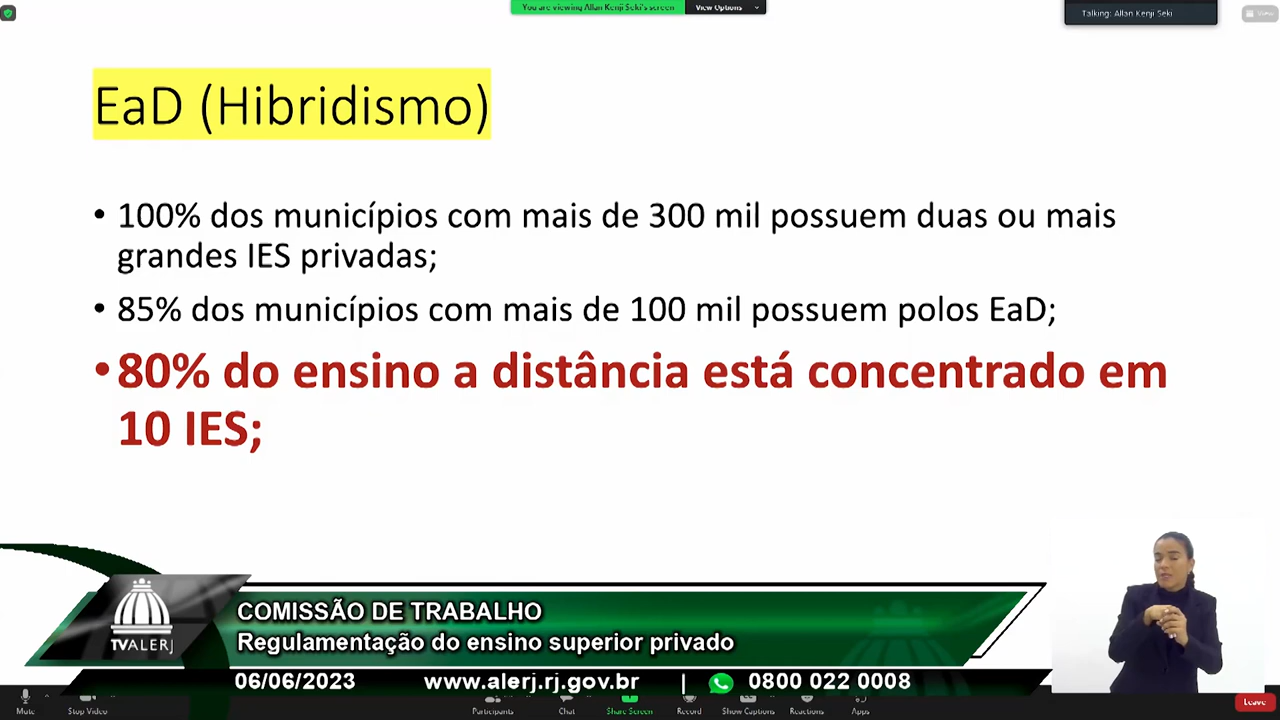 You are viewing Allan Kenji Seki's screen
View Options
Talking: Allan Kenji Seki
View
EaD (Hibridismo)
• 100% dos municípios com mais de 300 mil possuem duas ou mais
grandes IES privadas;
• 85% dos municípios com mais de 100 mil possuem polos EaD;
• 80% do ensino a distância está concentrado em
10 IES;
COMISSÃO DE TRABALHO
Regulamentação do ensino superior privado
TVALERJ
06/06/2023 www.alerj.rj.gov.br | 0800 022 0008
Mute Stop Video Participants Chat Share Screen Record Show Captions Reactions Apps Leave